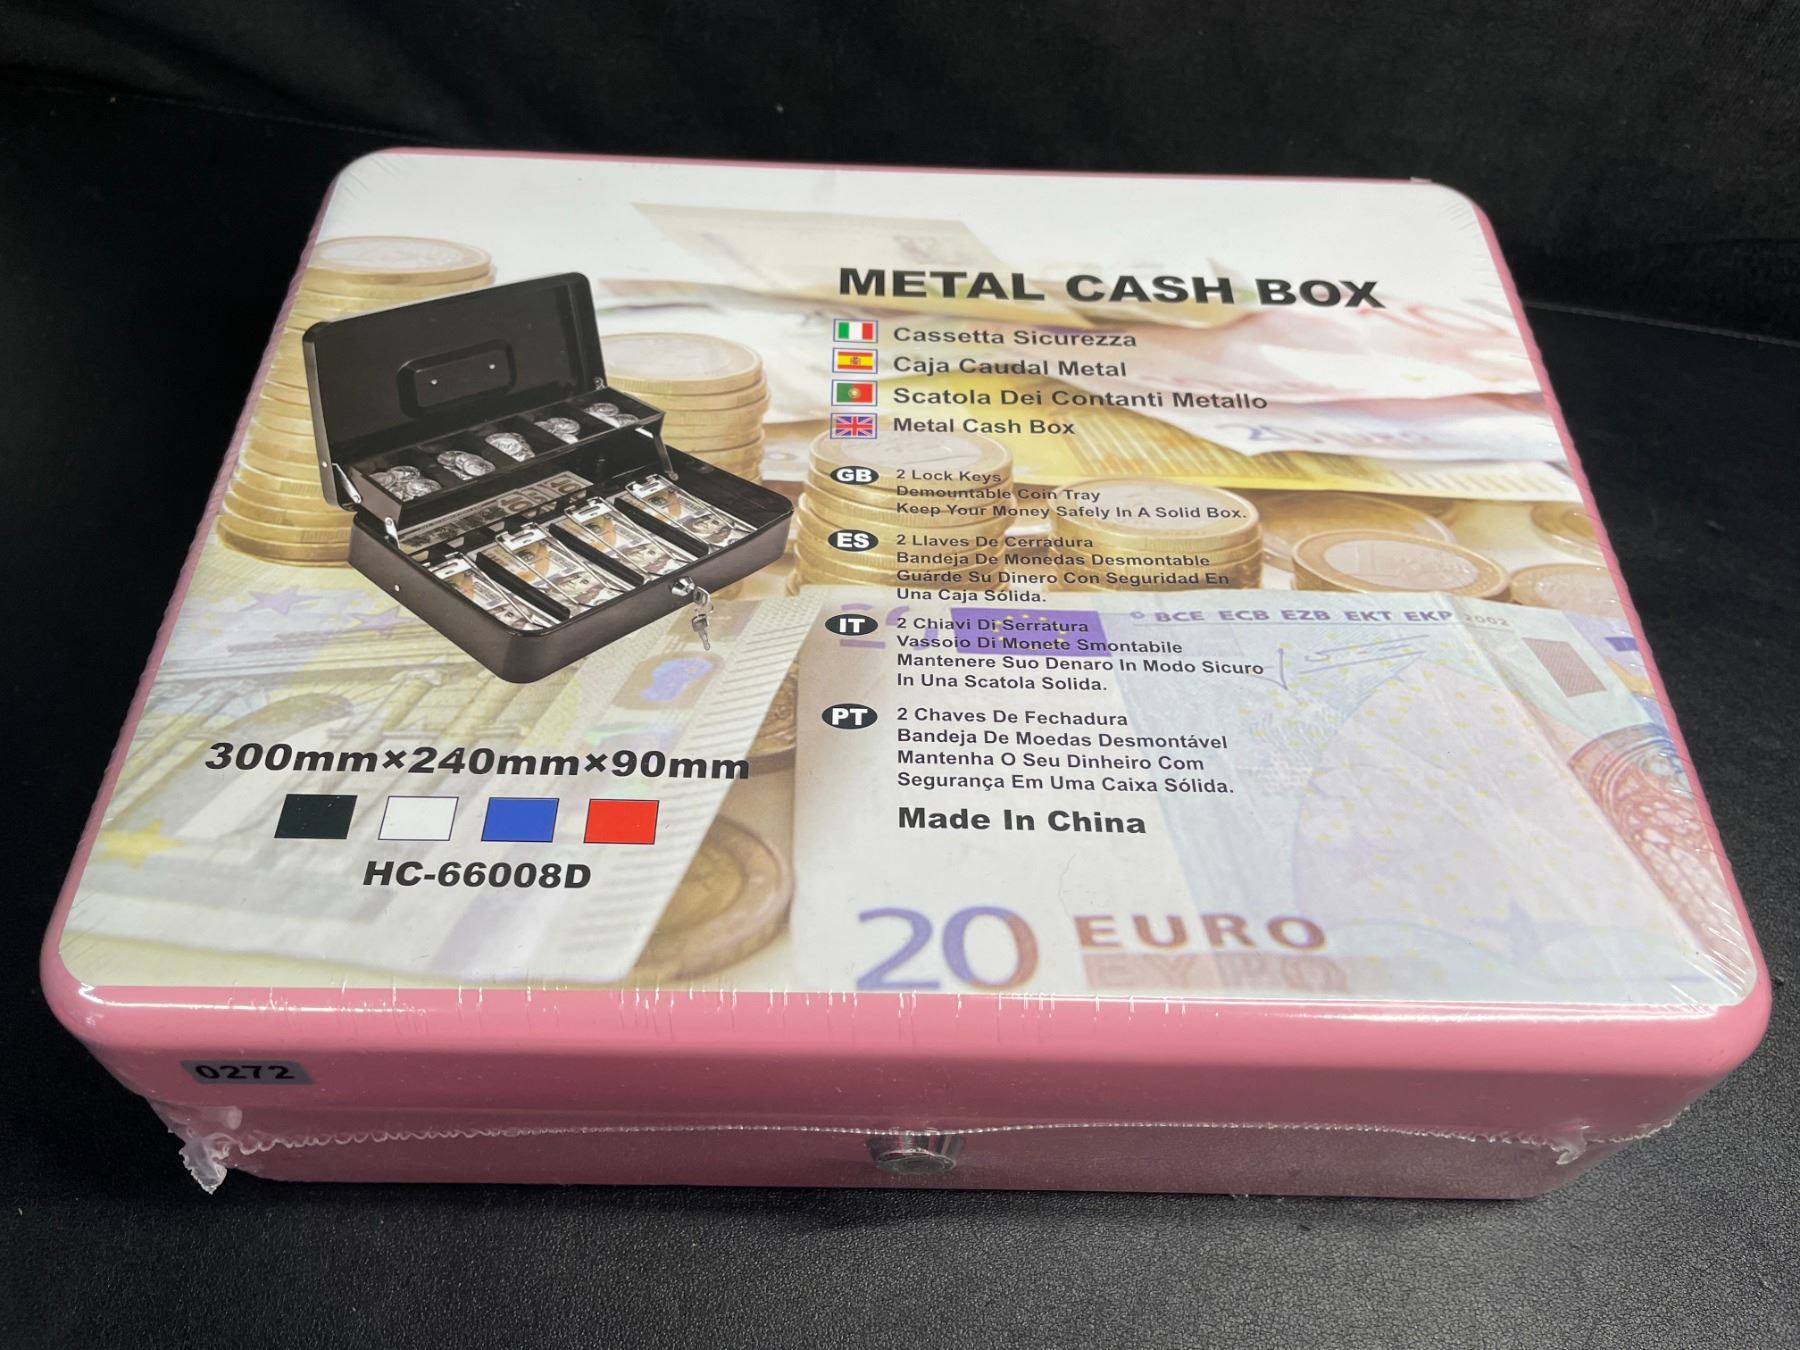 METAL CASH BOX
Cassetta Sicurezza
Caja Caudal Metal
Scatola Dei Contanti Metallo
Metal Cash Box
GB 2 Lock Keys
Demountable Coin Tray
Keep Your Money Safely In A Solid Box.
ES 2 Llaves De Cerradura
Bandeja De Monedas Desmontable
Guárde Su Dinero Con Seguridad En
Una Caja Sólida.
© BCE ECB EZB EKT EKP 2002
IT 2 Chiavi Di Serratura
Vassoio Di Monete Smontabile
Mantenere Suo Denaro In Modo Sicuro
In Una Scatola Solida.
PT 2 Chaves De Fechadura
Bandeja De Moedas Desmontável
Mantenha O Seu Dinheiro Com
Segurança Em Uma Caixa Sólida.
Made In China
300mm×240mm×90mm
HC-66008D
20 EURO
ΕΥΡΩ
0272